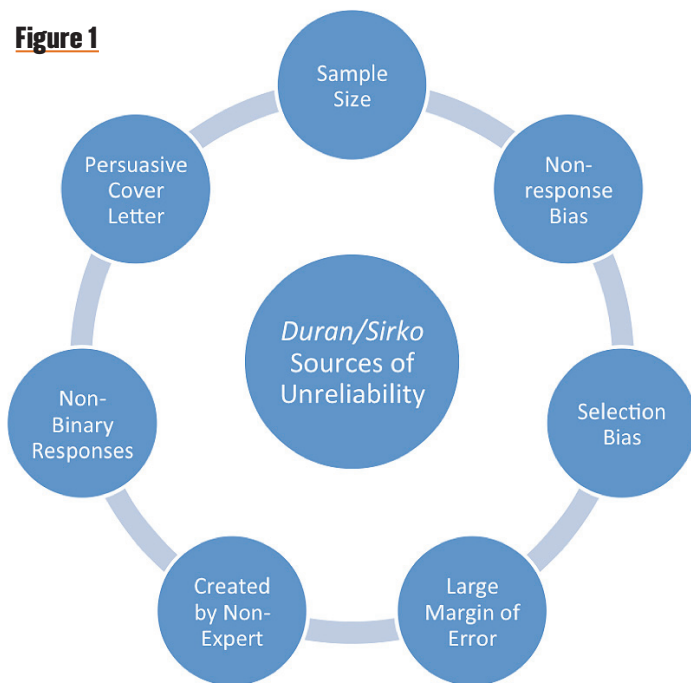 Figure 1
Sample
Size
Non-
response
Bias
Selection
Bias
Large
Margin of
Error
Created
by Non-
Expert
Non-
Binary
Responses
Persuasive
Cover
Letter
Duran/Sirko
Sources of
Unreliability